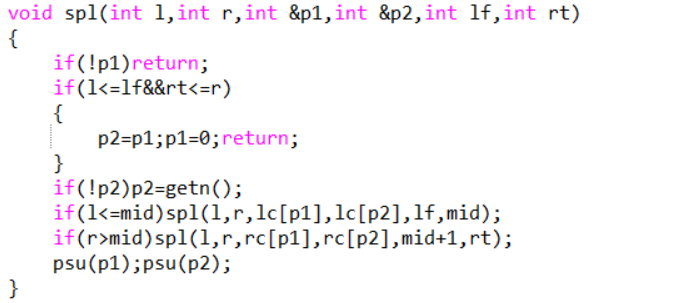 void spl(int l,int r,int &p1,int &p2,int lf,int rt)
{
    if(!p1)return;
    if(l<=lf&&rt<=r)
    {
        p2=p1;p1=0;return;
    }
    if(!p2)p2=getn();
    if(l<=mid)spl(l,r,lc[p1],lc[p2],lf,mid);
    if(r>mid)spl(l,r,rc[p1],rc[p2],mid+1,rt);
    psu(p1);psu(p2);
}